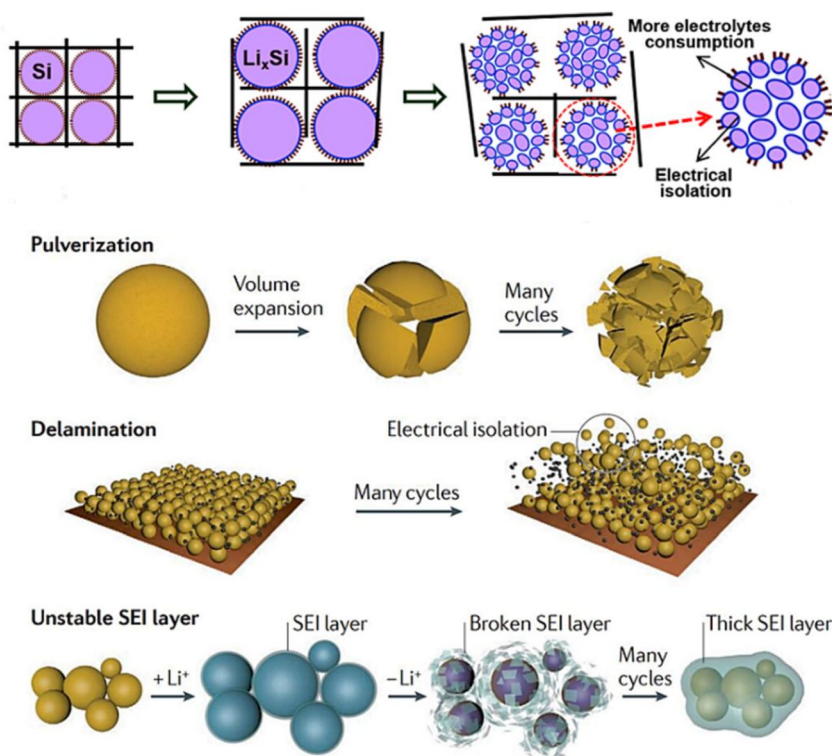 Si
LiₓSi
More electrolytes
consumption
Electrical
isolation
Pulverization
Volume
expansion
Many
cycles
Delamination
Electrical isolation
Many cycles
Unstable SEI layer
+Li⁺
SEI layer
−Li⁺
Broken SEI layer
Many
cycles
Thick SEI layer